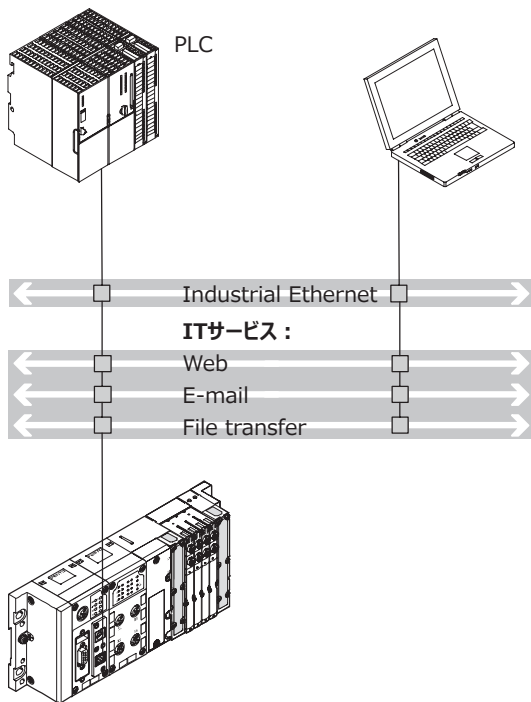 PLC
Industrial Ethernet
ITサービス：
Web
E-mail
File transfer